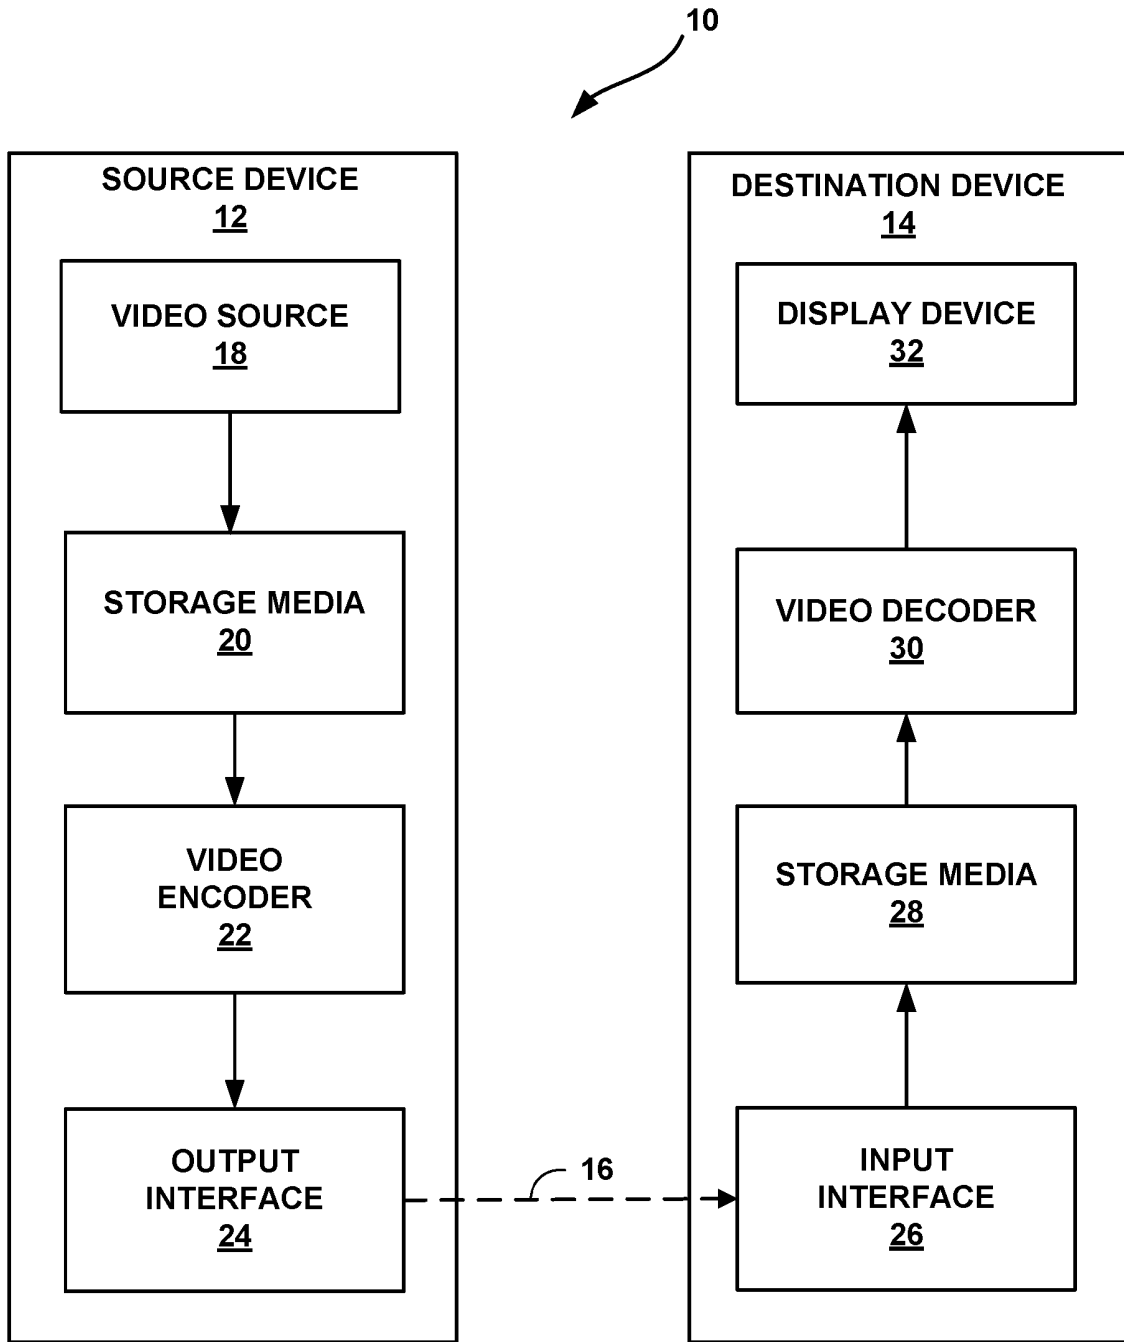 10
SOURCE DEVICE
12
VIDEO SOURCE
18
STORAGE MEDIA
20
VIDEO
ENCODER
22
OUTPUT
INTERFACE
24
16
DESTINATION DEVICE
14
DISPLAY DEVICE
32
VIDEO DECODER
30
STORAGE MEDIA
28
INPUT
INTERFACE
26